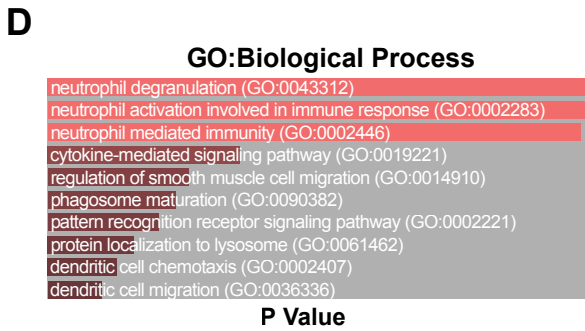 D
GO:Biological Process
neutrophil degranulation (GO:0043312)
neutrophil activation involved in immune response (GO:0002283)
neutrophil mediated immunity (GO:0002446)
cytokine-mediated signaling pathway (GO:0019221)
regulation of smooth muscle cell migration (GO:0014910)
phagosome maturation (GO:0090382)
pattern recognition receptor signaling pathway (GO:0002221)
protein localization to lysosome (GO:0061462)
dendritic cell chemotaxis (GO:0002407)
dendritic cell migration (GO:0036336)
P Value